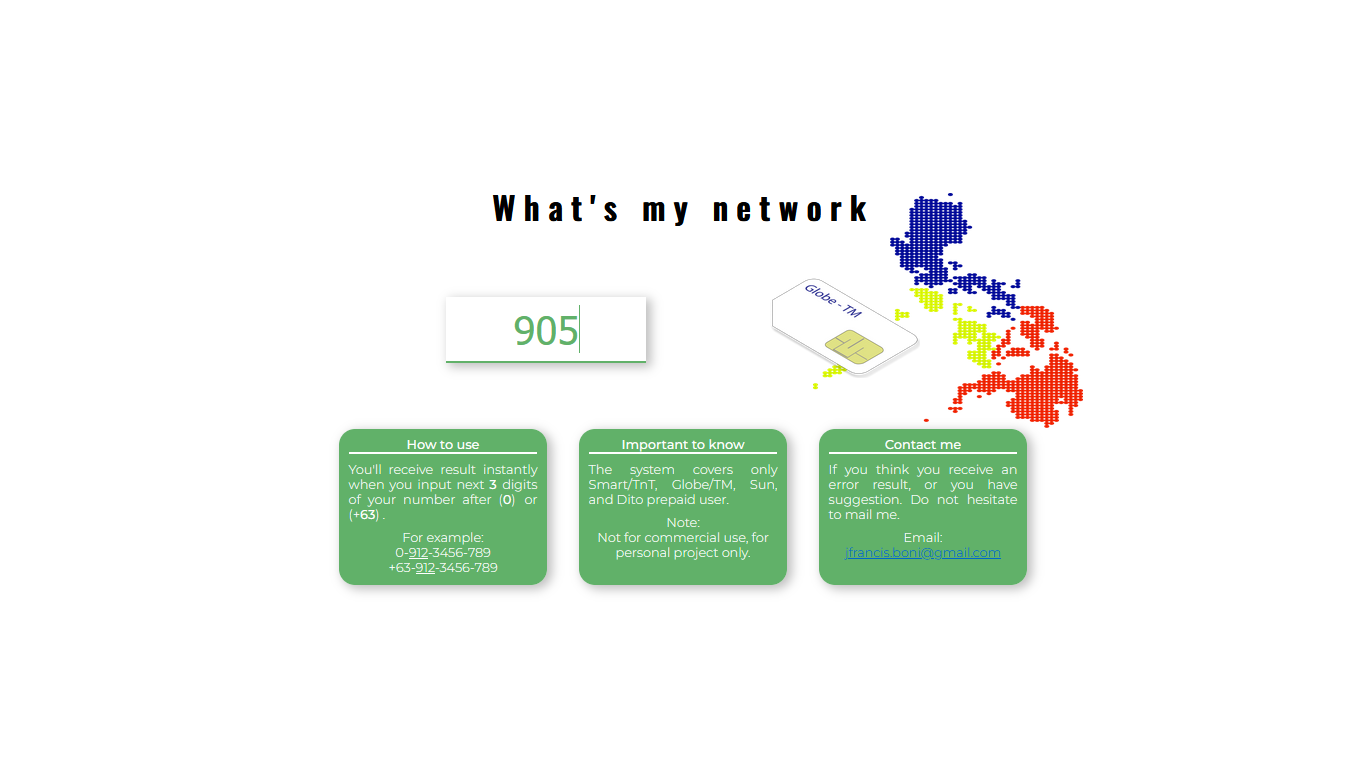 What's my network
905
Globe - TM
How to use
You'll receive result instantly
when you input next 3 digits
of your number after (0) or
(+63) .
For example:
0-912-3456-789
+63-912-3456-789
Important to know
The system covers only
Smart/TnT, Globe/TM, Sun,
and Dito prepaid user.
Note:
Not for commercial use, for
personal project only.
Contact me
If you think you receive an
error result, or you have
suggestion. Do not hesitate
to mail me.
Email:
jfrancis.boni@gmail.com